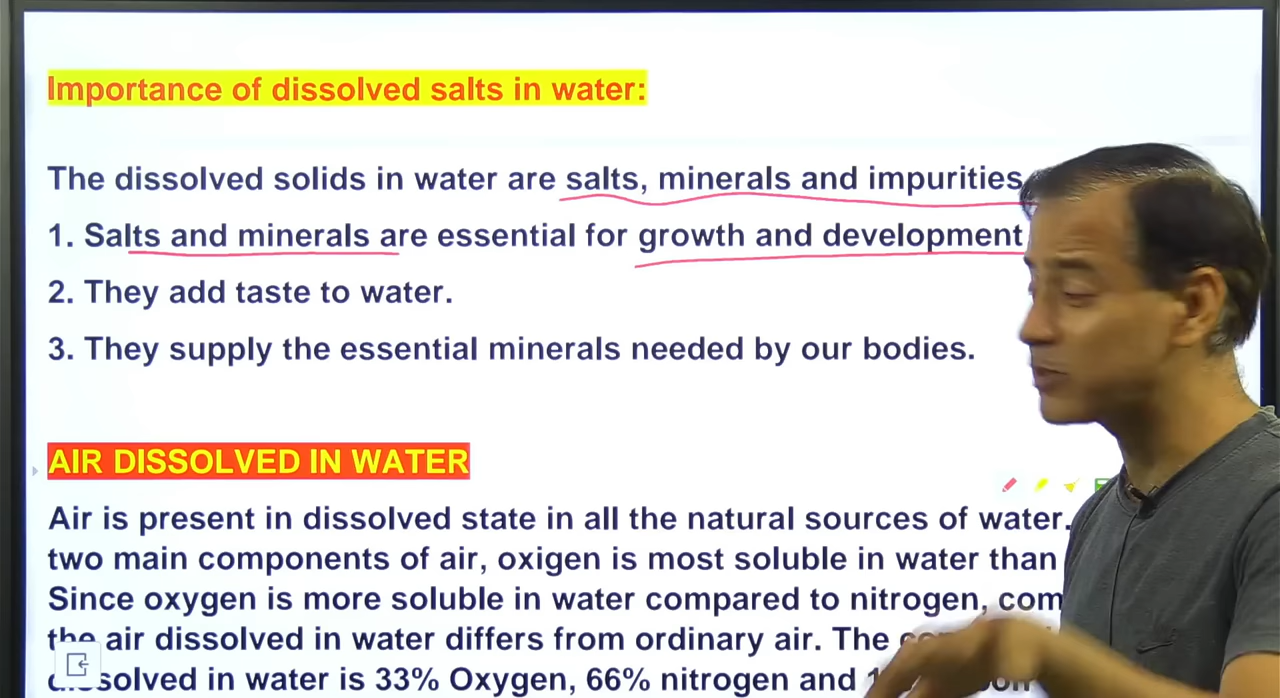 Importance of dissolved salts in water:
The dissolved solids in water are salts, minerals and impurities
1. Salts and minerals are essential for growth and development
2. They add taste to water.
3. They supply the essential minerals needed by our bodies.
AIR DISSOLVED IN WATER
Air is present in dissolved state in all the natural sources of water.
two main components of air, oxigen is most soluble in water than
Since oxygen is more soluble in water compared to nitrogen,
the air dissolved in water differs from ordinary air. The
dissolved in water is 33% Oxygen, 66% nitrogen and